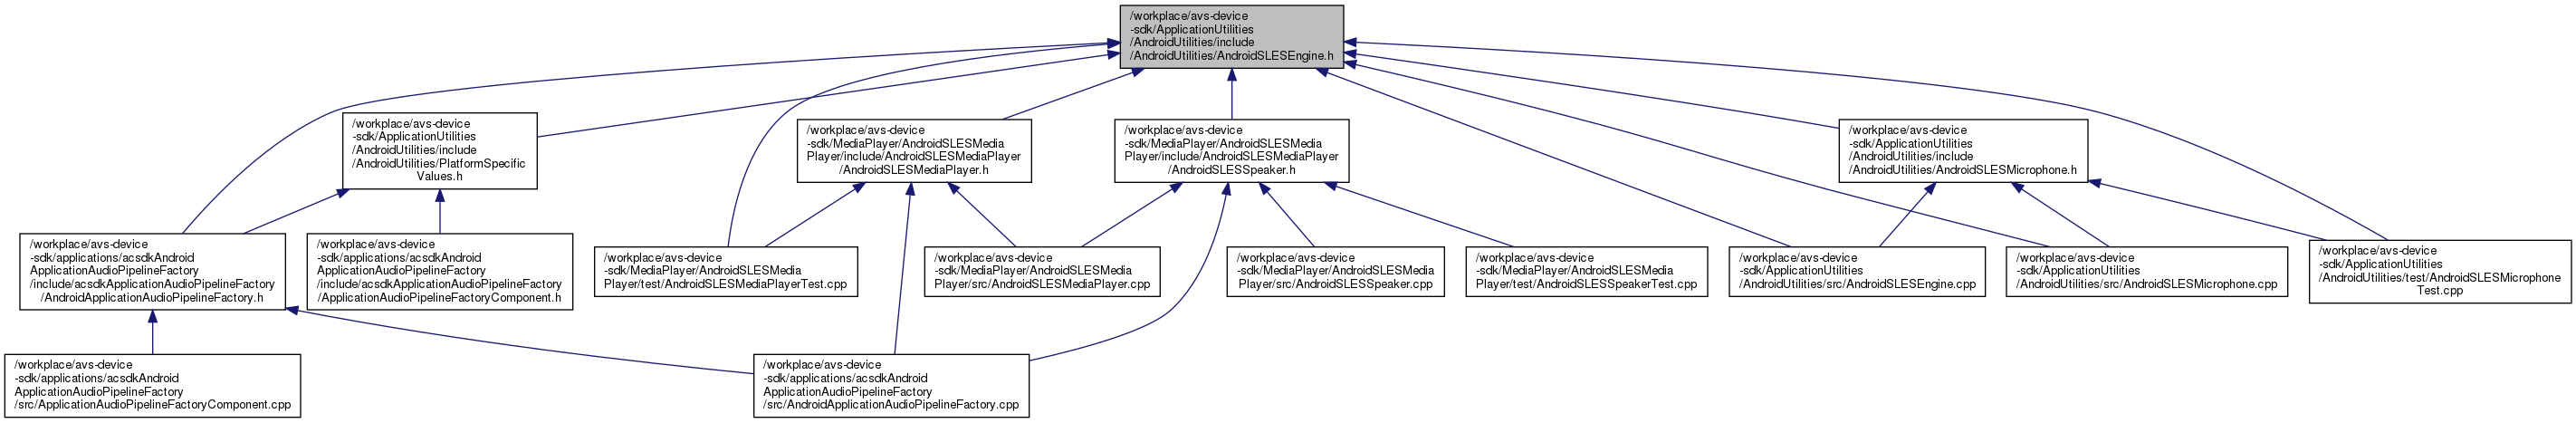 /workplace/avs-device
-sdk/ApplicationUtilities
/AndroidUtilities/include
/AndroidUtilities/AndroidSLESEngine.h
/workplace/avs-device
-sdk/ApplicationUtilities
/AndroidUtilities/include
/AndroidUtilities/PlatformSpecific
Values.h
/workplace/avs-device
-sdk/MediaPlayer/AndroidSLESMedia
Player/include/AndroidSLESMediaPlayer
/AndroidSLESMediaPlayer.h
/workplace/avs-device
-sdk/MediaPlayer/AndroidSLESMedia
Player/include/AndroidSLESMediaPlayer
/AndroidSLESSpeaker.h
/workplace/avs-device
-sdk/ApplicationUtilities
/AndroidUtilities/include
/AndroidUtilities/AndroidSLESMicrophone.h
/workplace/avs-device
-sdk/applications/acsdkAndroid
ApplicationAudioPipelineFactory
/include/acsdkApplicationAudioPipelineFactory
/AndroidApplicationAudioPipelineFactory.h
/workplace/avs-device
-sdk/applications/acsdkAndroid
ApplicationAudioPipelineFactory
/include/acsdkApplicationAudioPipelineFactory
/ApplicationAudioPipelineFactoryComponent.h
/workplace/avs-device
-sdk/MediaPlayer/AndroidSLESMedia
Player/test/AndroidSLESMediaPlayerTest.cpp
/workplace/avs-device
-sdk/MediaPlayer/AndroidSLESMedia
Player/src/AndroidSLESMediaPlayer.cpp
/workplace/avs-device
-sdk/MediaPlayer/AndroidSLESMedia
Player/src/AndroidSLESSpeaker.cpp
/workplace/avs-device
-sdk/MediaPlayer/AndroidSLESMedia
Player/test/AndroidSLESSpeakerTest.cpp
/workplace/avs-device
-sdk/ApplicationUtilities
/AndroidUtilities/src/AndroidSLESEngine.cpp
/workplace/avs-device
-sdk/ApplicationUtilities
/AndroidUtilities/src/AndroidSLESMicrophone.cpp
/workplace/avs-device
-sdk/ApplicationUtilities
/AndroidUtilities/test/AndroidSLESMicrophone
Test.cpp
/workplace/avs-device
-sdk/applications/acsdkAndroid
ApplicationAudioPipelineFactory
/src/ApplicationAudioPipelineFactoryComponent.cpp
/workplace/avs-device
-sdk/applications/acsdkAndroid
ApplicationAudioPipelineFactory
/src/AndroidApplicationAudioPipelineFactory.cpp